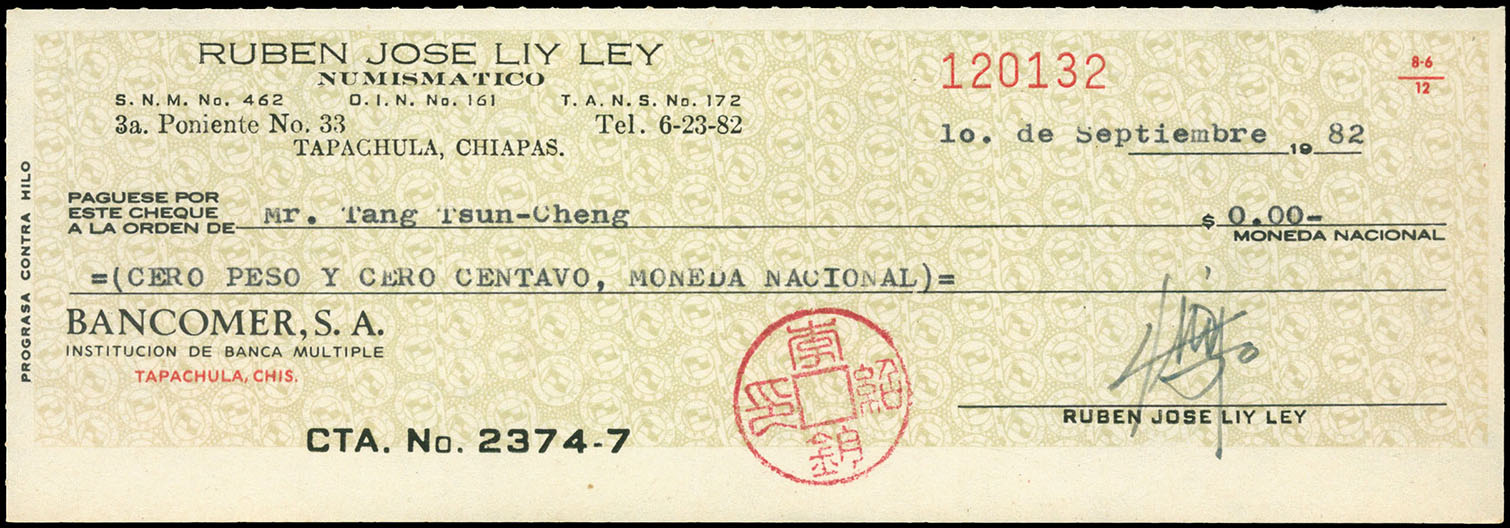 RUBEN JOSE LIY LEY
NUMISMATICO
S. N. M. No. 462 O. I. N. No. 161 T. A. N. S. No. 172
3a. Poniente No. 33 Tel. 6-23-82
TAPACHULA, CHIAPAS.
120132
8-6
12
1o. de Septiembre 19 82
PAGUESE POR
ESTE CHEQUE
A LA ORDEN DE Mr. Tang Tsun-Cheng $ 0.00-
MONEDA NACIONAL
=(CERO PESO Y CERO CENTAVO, MONEDA NACIONAL)=
BANCOMER, S. A.
INSTITUCION DE BANCA MULTIPLE
TAPACHULA, CHIS.
CTA. No. 2374-7
RUBEN JOSE LIY LEY
PROGRASA CONTRA HILO